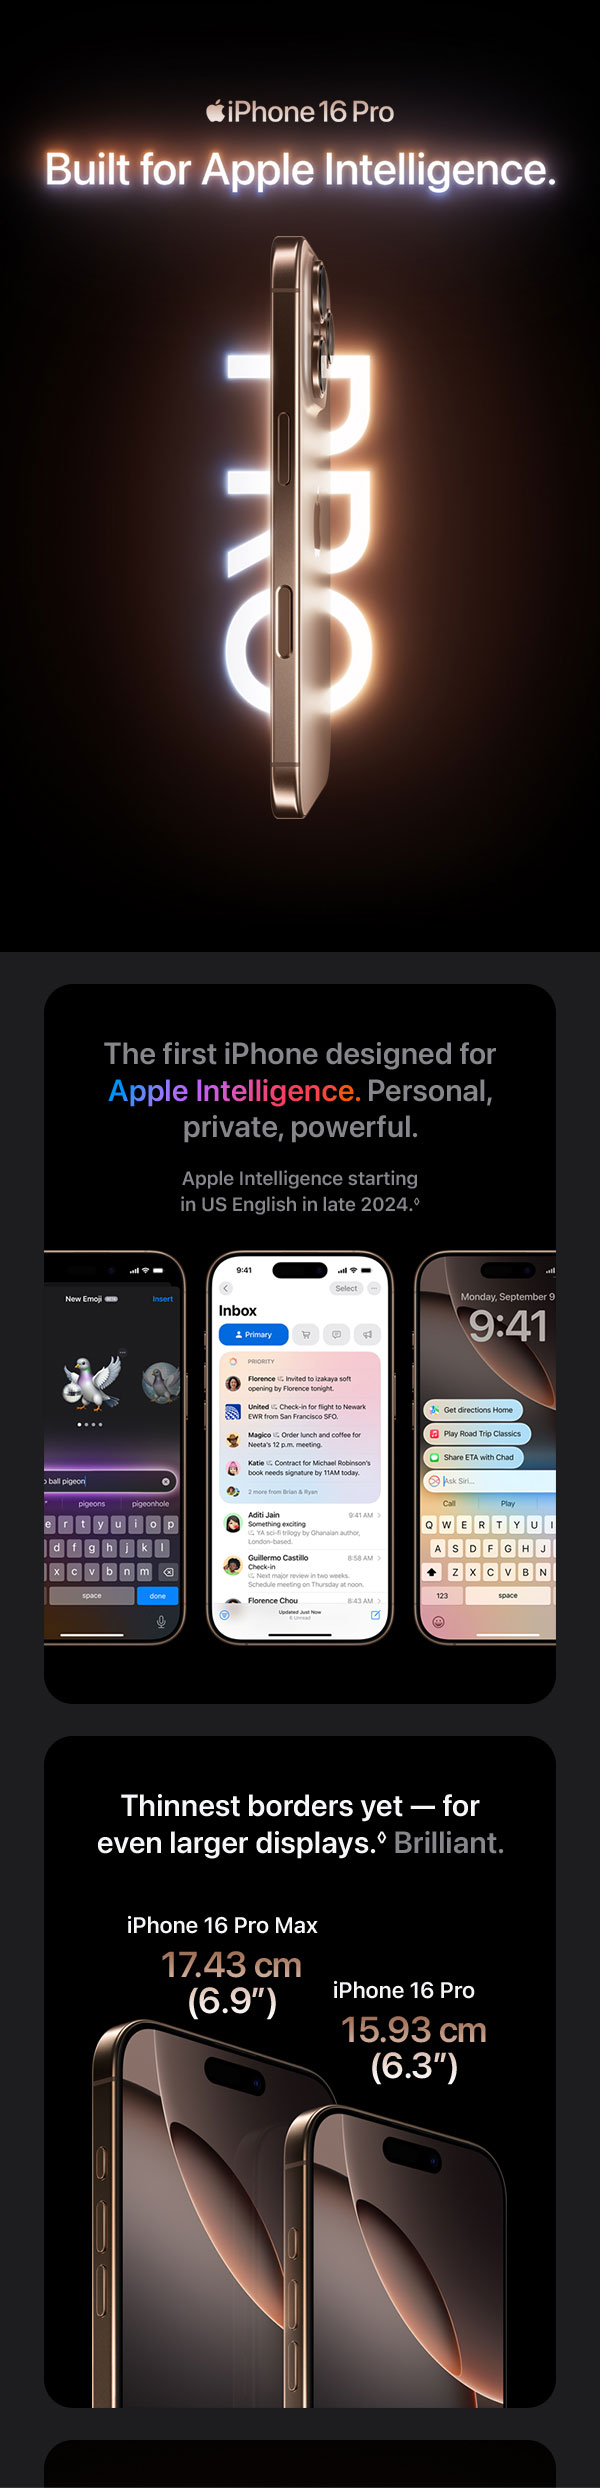 iPhone 16 Pro
Built for Apple Intelligence.
PRO
The first iPhone designed for
Apple Intelligence. Personal,
private, powerful.
Apple Intelligence starting
in US English in late 2024.◊
New Emoji BETA
Insert
o ball pigeon
pigeons
pigeonhole
e r t y u i o p
d f g h j k l
x c v b n m
space
done
9:41
Select
Inbox
Primary
PRIORITY
Florence Invited to izakaya soft
opening by Florence tonight.
United Check-in for flight to Newark
EWR from San Francisco SFO.
Magico Order lunch and coffee for
Neeta's 12 p.m. meeting.
Katie Contract for Michael Robinson's
book needs signature by 11AM today.
2 more from Brian & Ryan
Aditi Jain 9:41 AM
Something exciting
YA sci-fi trilogy by Ghanaian author,
London-based.
Guillermo Castillo 8:58 AM
Check-in
Next major review in two weeks.
Schedule meeting on Thursday at noon.
Florence Chou 8:43 AM
Updated Just Now
6 Unread
Monday, September 9
9:41
Get directions Home
Play Road Trip Classics
Share ETA with Chad
Ask Siri...
Call
Play
Q W E R T Y U I
A S D F G H J
Z X C V B N
123
space
Thinnest borders yet — for
even larger displays.◊ Brilliant.
iPhone 16 Pro Max
17.43 cm
(6.9”)
iPhone 16 Pro
15.93 cm
(6.3”)